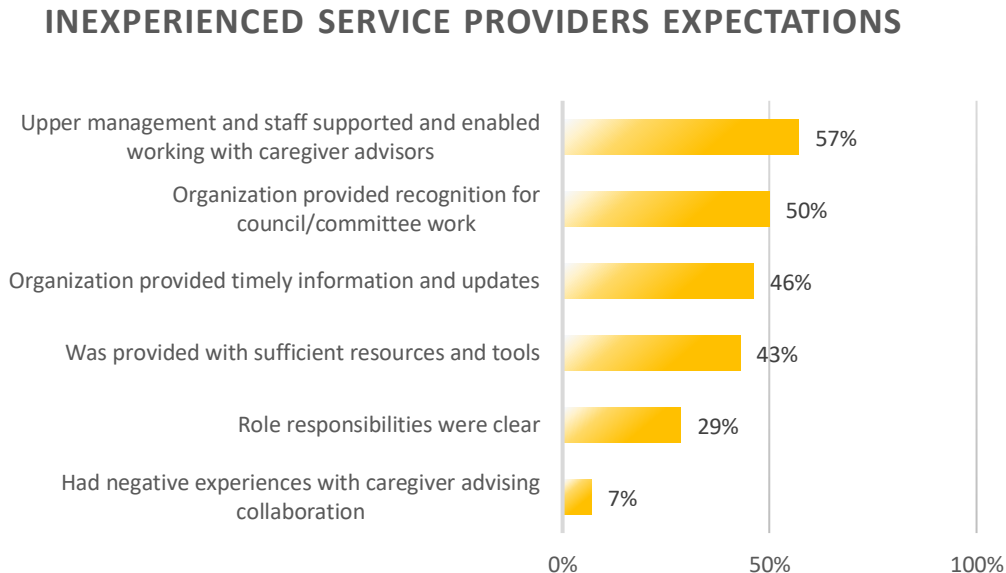 INEXPERIENCED SERVICE PROVIDERS EXPECTATIONS
Upper management and staff supported and enabled
working with caregiver advisors
57%
Organization provided recognition for
council/committee work
50%
Organization provided timely information and updates
46%
Was provided with sufficient resources and tools
43%
Role responsibilities were clear
29%
Had negative experiences with caregiver advising
collaboration
7%
0%
50%
100%